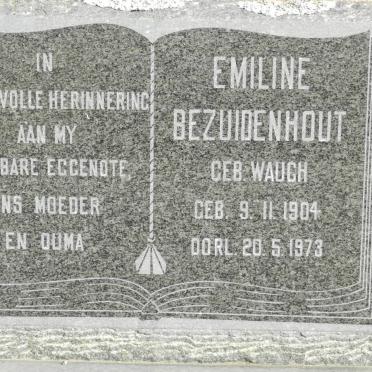 IN
VOLLE HERINNERING
AAN MY
BARE EGGENOTE,
NS MOEDER
EN OUMA
EMILINE
BEZUIDENHOUT
GEB WAUGH
GEB. 9. 11. 1904
OORL. 20. 5. 1973